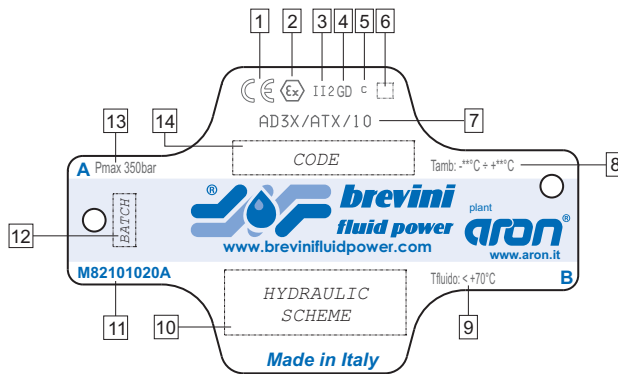 1 2 3 4 5 6
CE Ex II2GD c
AD3X/ATX/10 7
13 14
A Pmax 350bar CODE Tamb: -**°C ÷ +**°C 8
BATCH ® brevini
12 fluid power plant aron®
www.brevinifluidpower.com www.aron.it
M82101020A Tfluido: < +70°C B
HYDRAULIC
SCHEME
11 10 9
Made in Italy